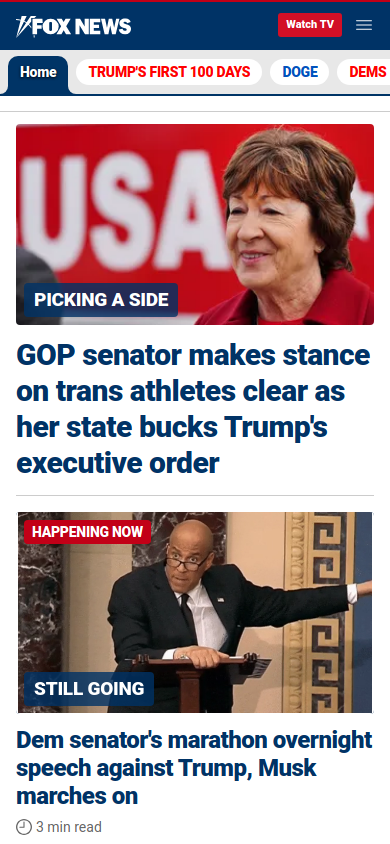 FOX NEWS
Watch TV
Home
TRUMP'S FIRST 100 DAYS
DOGE
DEMS
USA
PICKING A SIDE
GOP senator makes stance
on trans athletes clear as
her state bucks Trump's
executive order
HAPPENING NOW
STILL GOING
Dem senator's marathon overnight
speech against Trump, Musk
marches on
3 min read